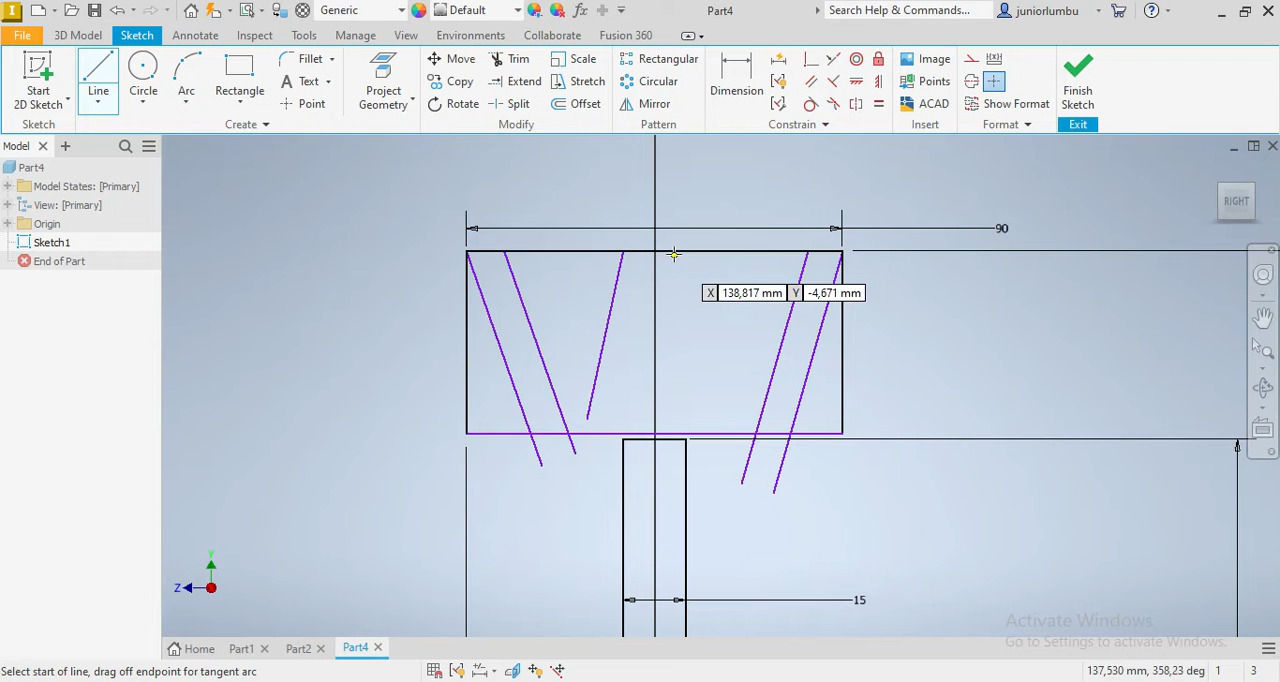 Generic
Default
Part4
Search Help & Commands...
juniorlumbu
File
3D Model
Sketch
Annotate
Inspect
Tools
Manage
View
Environments
Collaborate
Fusion 360
Start
2D Sketch
Line
Circle
Arc
Rectangle
Fillet
Text
Point
Project
Geometry
Move
Copy
Rotate
Trim
Extend
Split
Scale
Stretch
Offset
Rectangular
Circular
Mirror
Dimension
Image
Points
ACAD
Show Format
Finish
Sketch
Sketch
Create
Modify
Pattern
Constrain
Insert
Format
Exit
Model
Part4
Model States: [Primary]
View: [Primary]
Origin
Sketch1
End of Part
RIGHT
90
X 138,817 mm Y -4,671 mm
15
Y
Z
Activate Windows
Go to Settings to activate Windows.
Home
Part1
Part2
Part4
Select start of line, drag off endpoint for tangent arc
137,530 mm, 358,23 deg
1
3